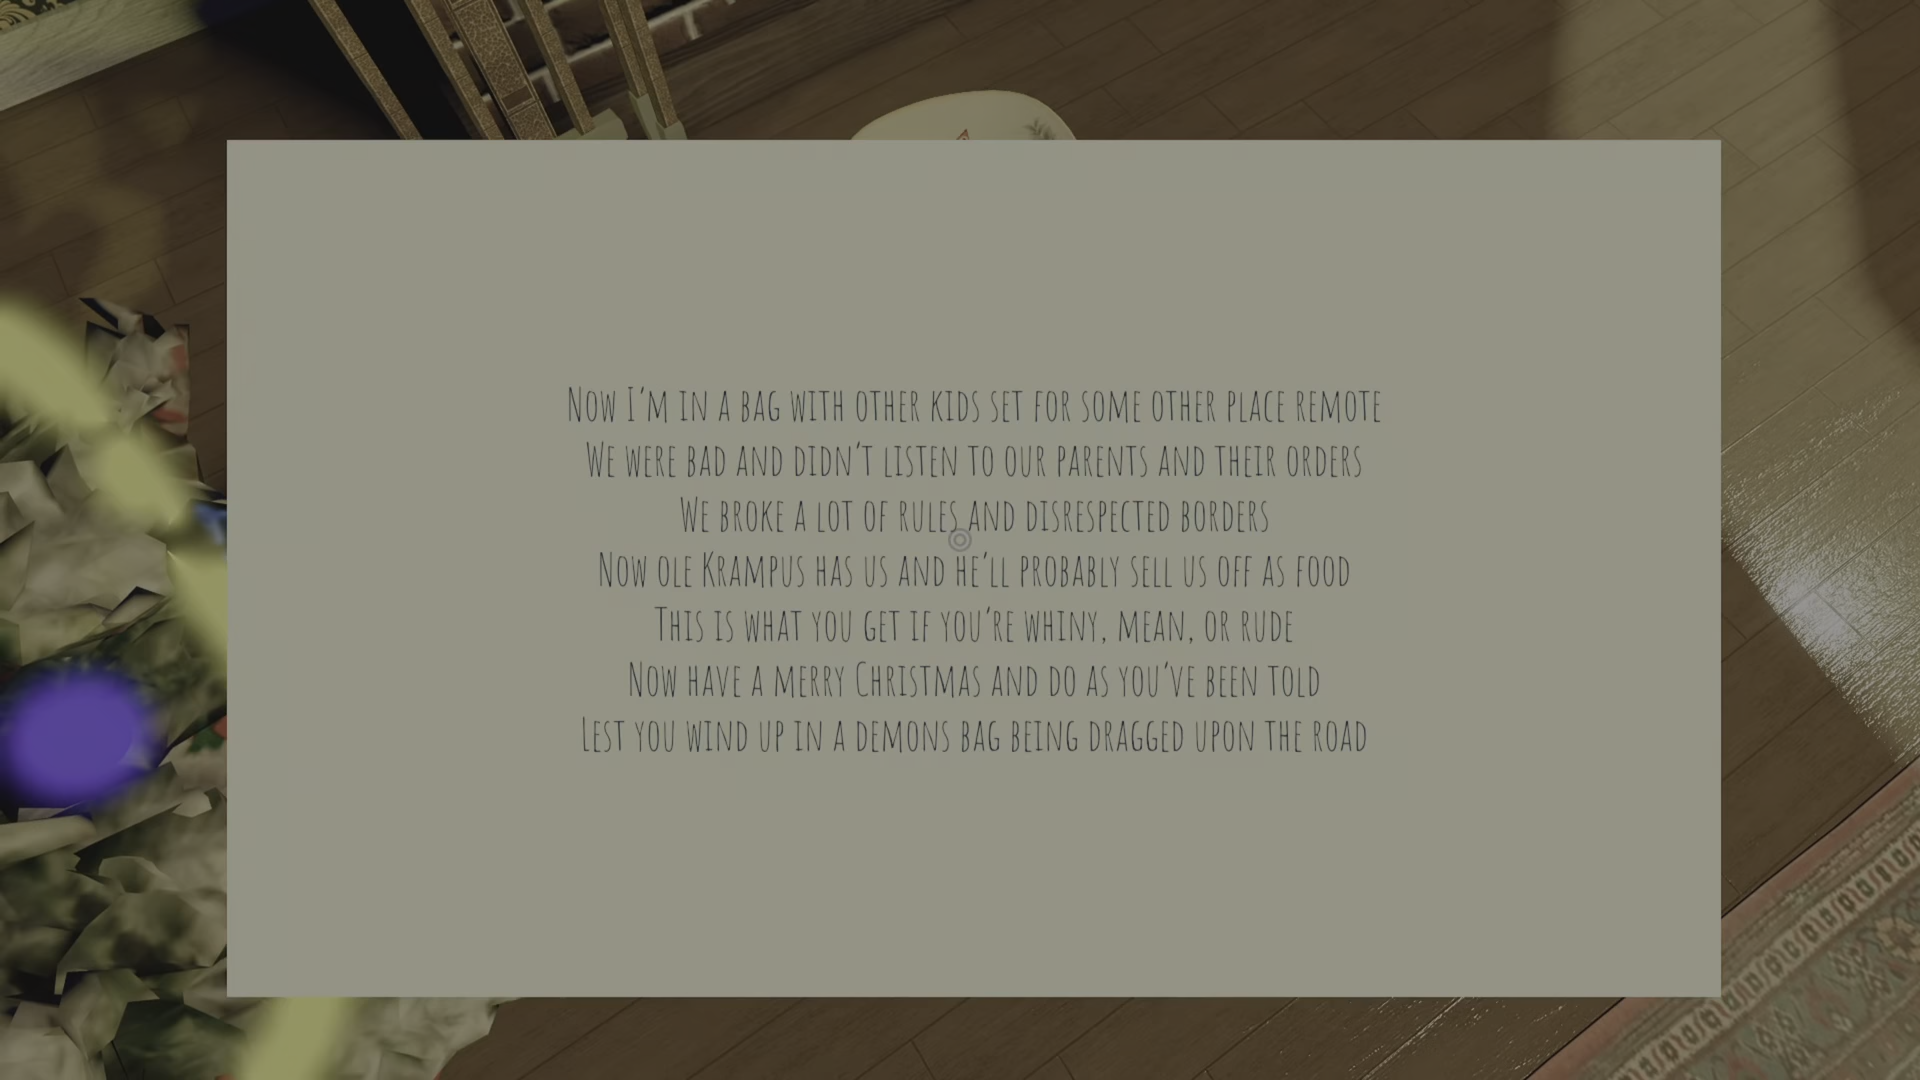 Now I'm in a bag with other kids set for some other place remote
We were bad and didn't listen to our parents and their orders
We broke a lot of rules and disrespected borders
Now ole Krampus has us and he'll probably sell us off as food
This is what you get if you're whiny, mean, or rude
Now have a merry Christmas and do as you've been told
Lest you wind up in a demons bag being dragged upon the road